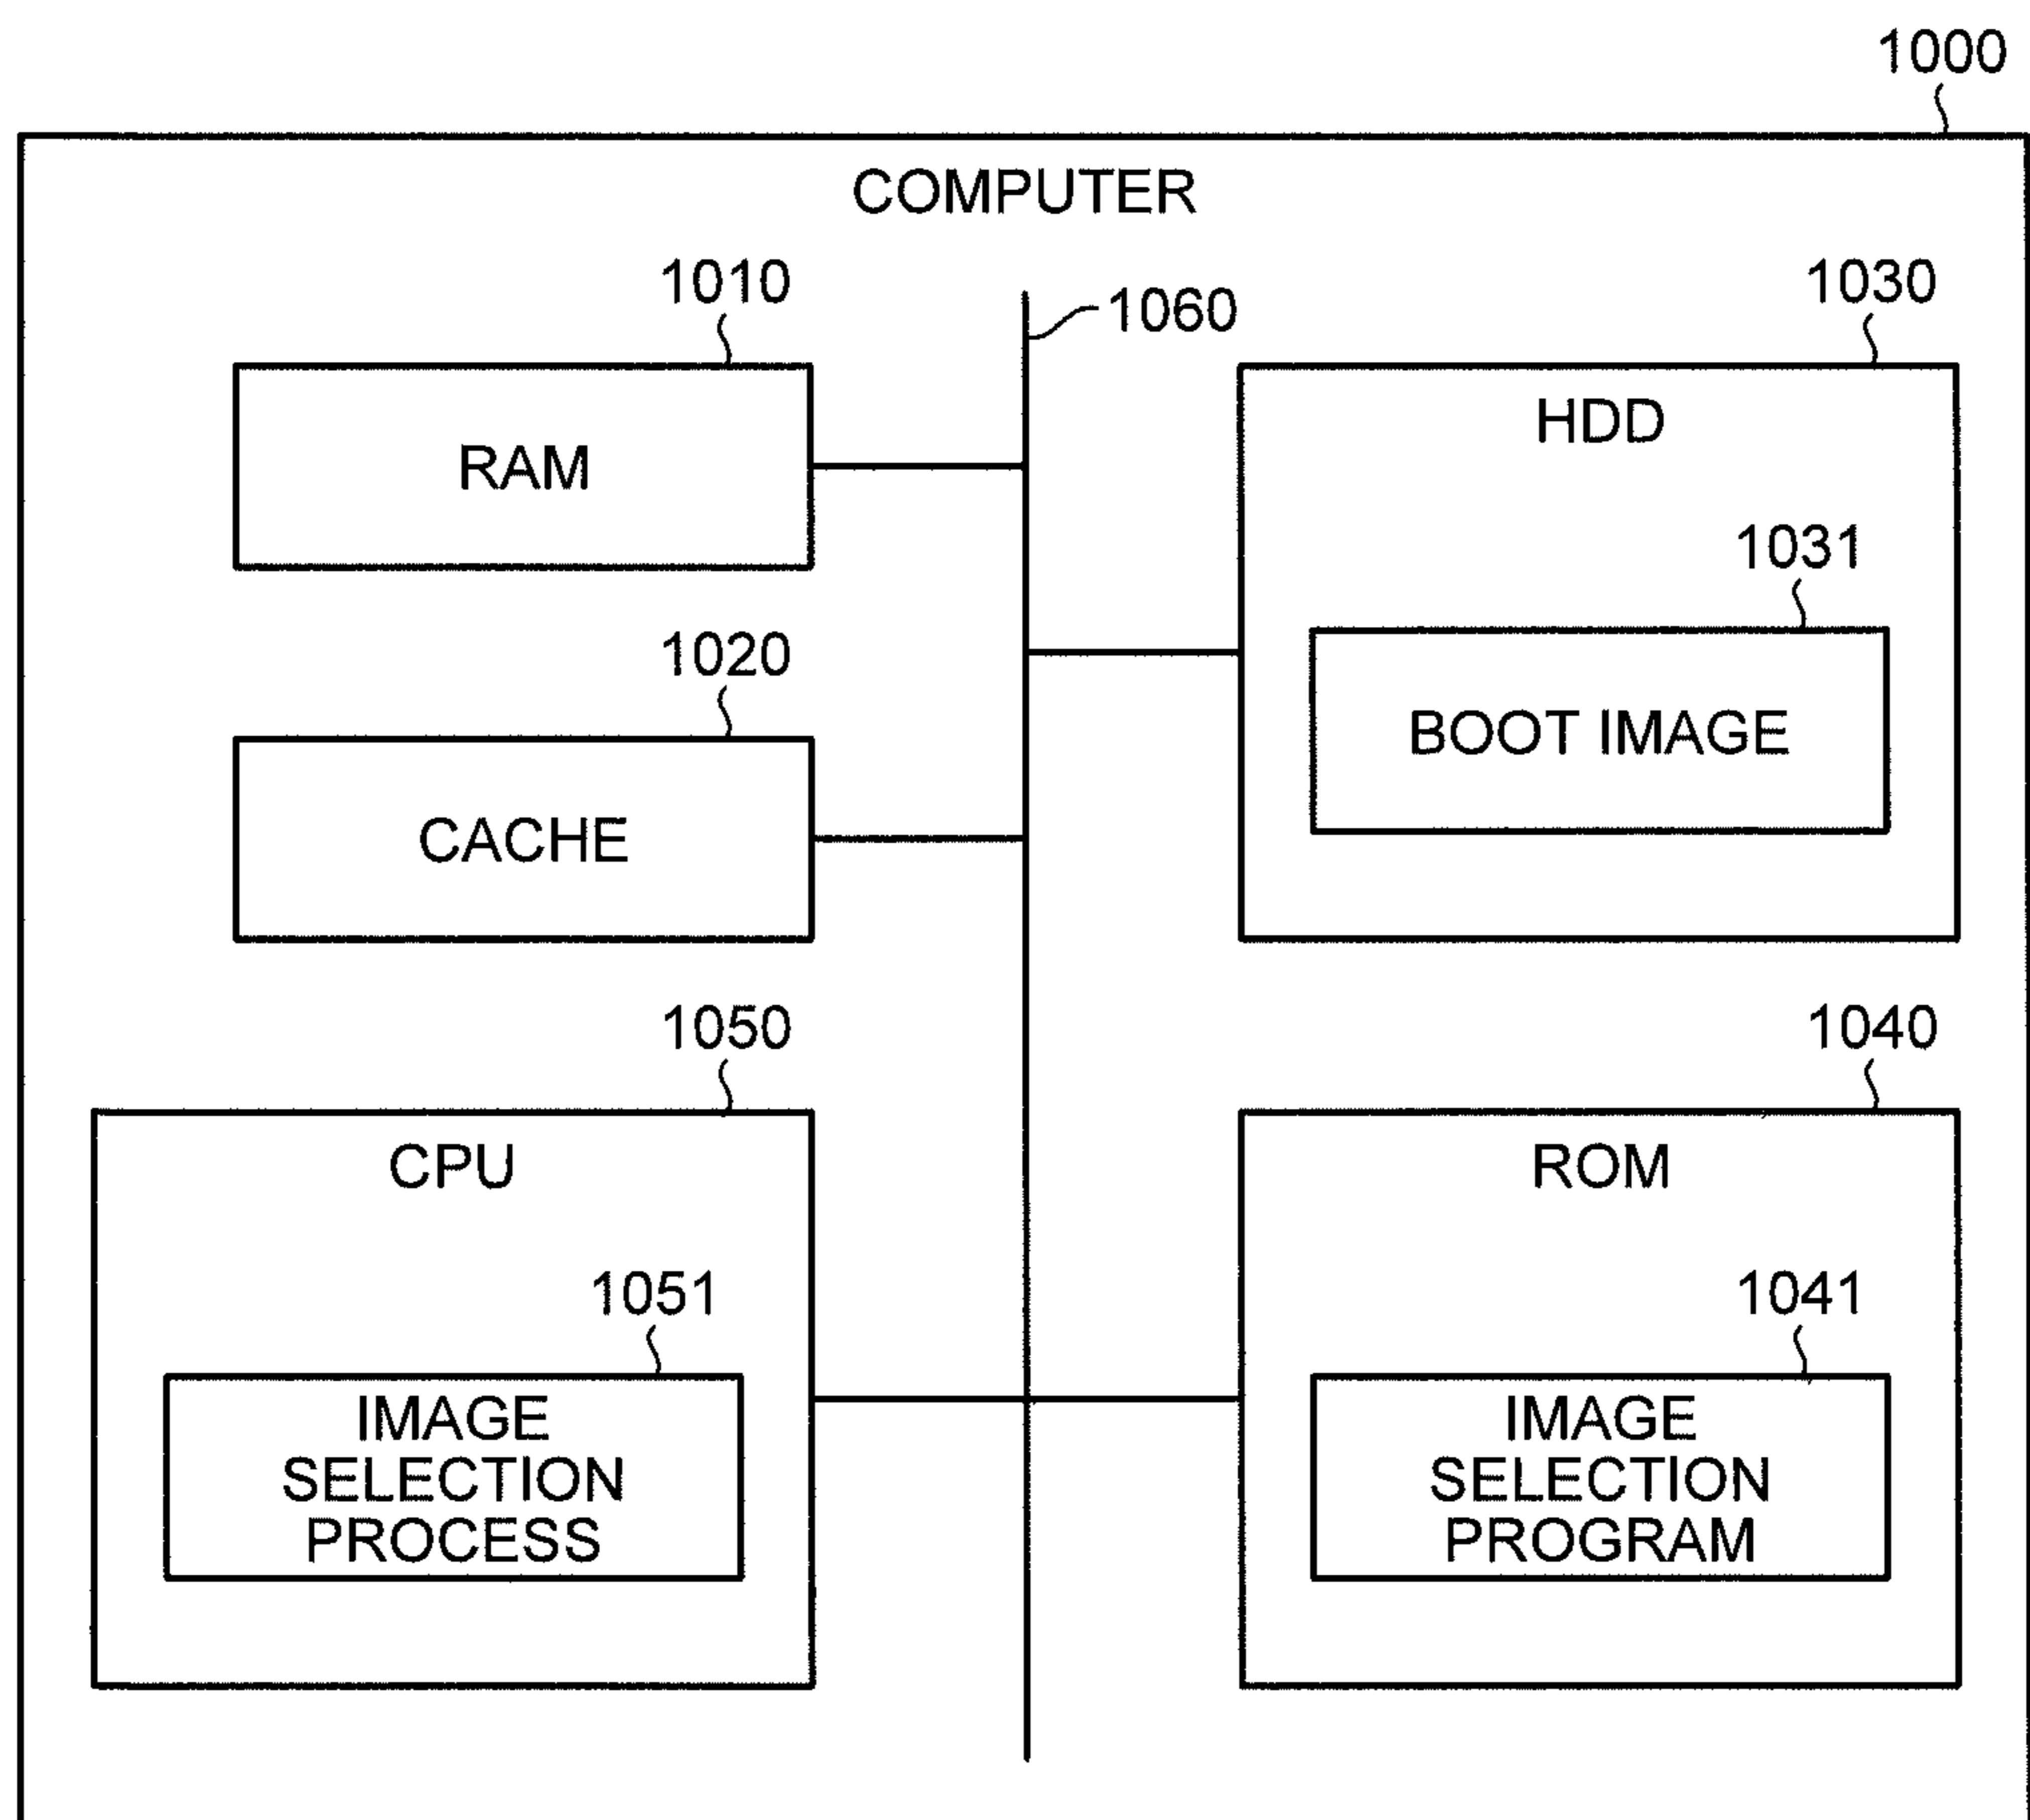 1000
COMPUTER
1010
1060
1030
RAM
HDD
1031
BOOT IMAGE
1020
CACHE
1050
1040
CPU
ROM
1051
IMAGE
SELECTION
PROCESS
1041
IMAGE
SELECTION
PROGRAM